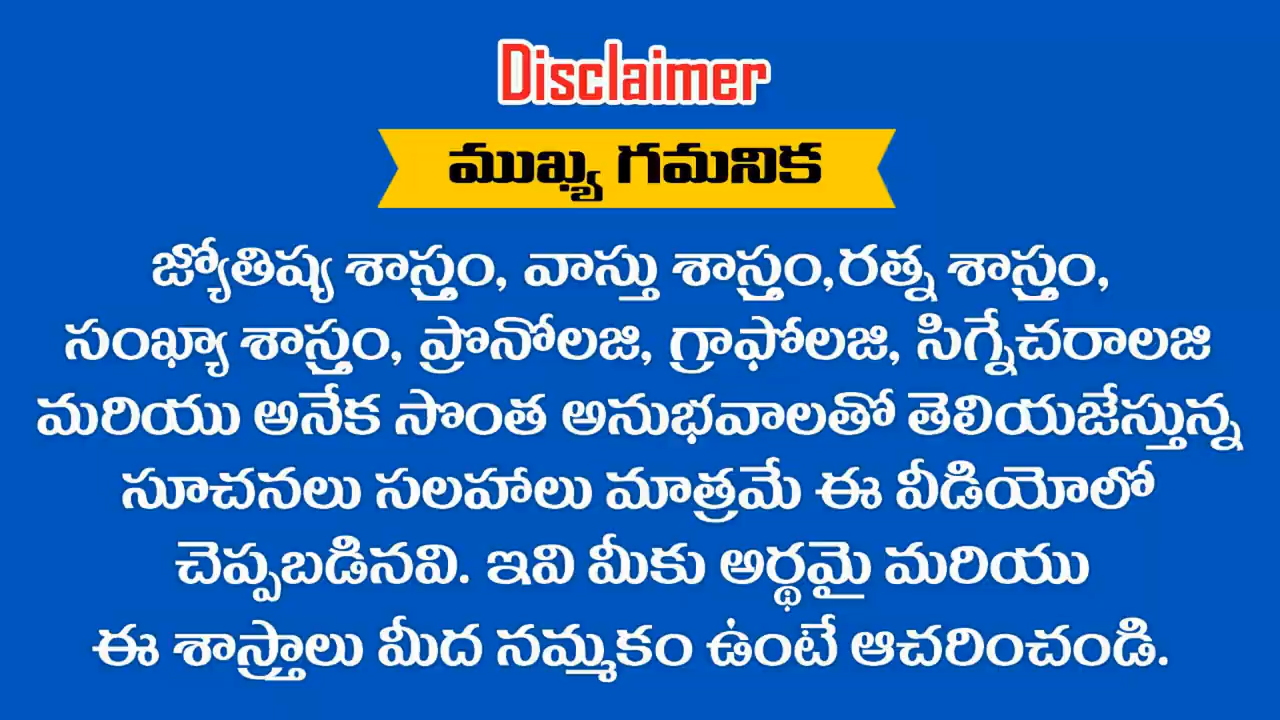 Disclaimer
ముఖ్య గమనిక
జ్యోతిష్య శాస్త్రం, వాస్తు శాస్త్రం,రత్న శాస్త్రం,
సంఖ్యా శాస్త్రం, ప్రొనోలజి, గ్రాఫోలజి, సిగ్నేచరాలజి
మరియు అనేక సొంత అనుభవాలతో తెలియజేస్తున్న
సూచనలు సలహాలు మాత్రమే ఈ వీడియోలో
చెప్పబడినవి. ఇవి మీకు అర్థమై మరియు
ఈ శాస్త్రాలు మీద నమ్మకం ఉంటే ఆచరించండి.